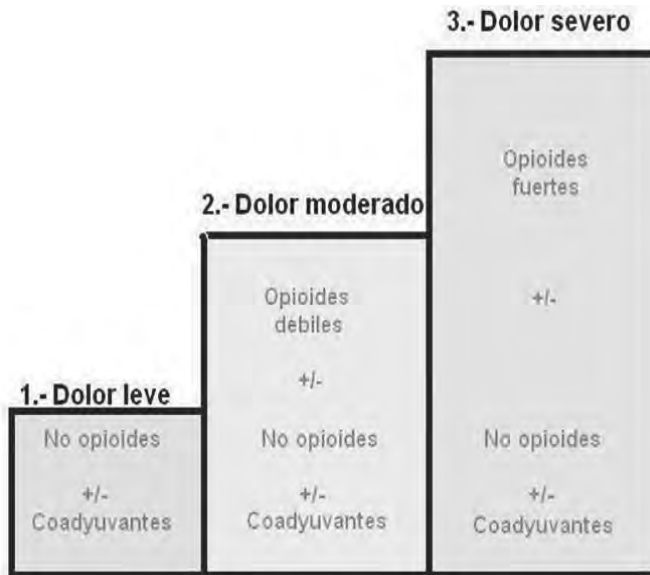 3.- Dolor severo
Opioides
fuertes
+/-
No opioides
+/-
Coadyuvantes
2.- Dolor moderado
Opioides
débiles
+/-
No opioides
+/-
Coadyuvantes
1.- Dolor leve
No opioides
+/-
Coadyuvantes